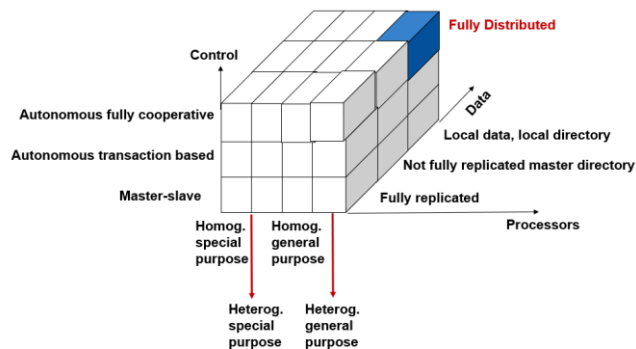 Fully Distributed
Control
Data
Autonomous fully cooperative
Local data, local directory
Autonomous transaction based
Not fully replicated master directory
Master-slave
Fully replicated
Processors
Homog.
special
purpose
Homog.
general
purpose
Heterog.
special
purpose
Heterog.
general
purpose